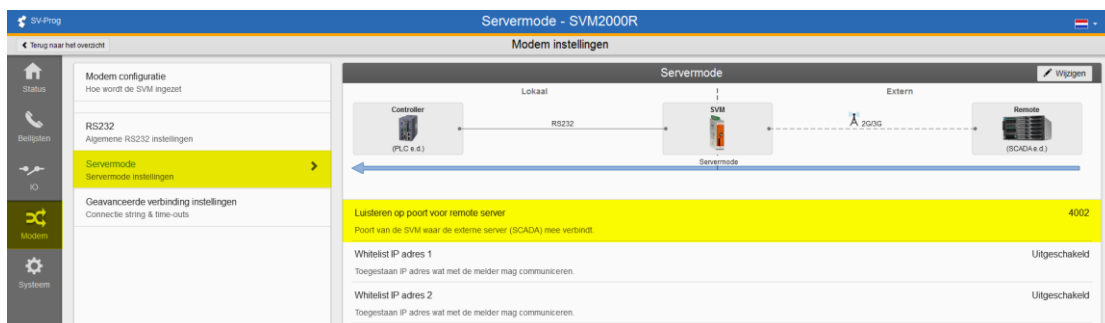 SV-Prog
Servermode - SVM2000R
Terug naar het overzicht
Modem instellingen
Status
Bellijsten
IO
Modem
Systeem
Modem configuratie
Hoe wordt de SVM ingezet
RS232
Algemene RS232 instellingen
Servermode
Servermode instellingen
Geavanceerde verbinding instellingen
Connectie string & time-outs
Servermode
Wijzigen
Lokaal
Extern
Controller
SVM
Remote
RS232
2G/3G
(PLC e.d.)
(SCADA e.d.)
Servermode
Luisteren op poort voor remote server
4002
Poort van de SVM waar de externe server (SCADA) mee verbindt.
Whitelist IP adres 1
Uitgeschakeld
Toegestaan IP adres wat met de melder mag communiceren.
Whitelist IP adres 2
Uitgeschakeld
Toegestaan IP adres wat met de melder mag communiceren.